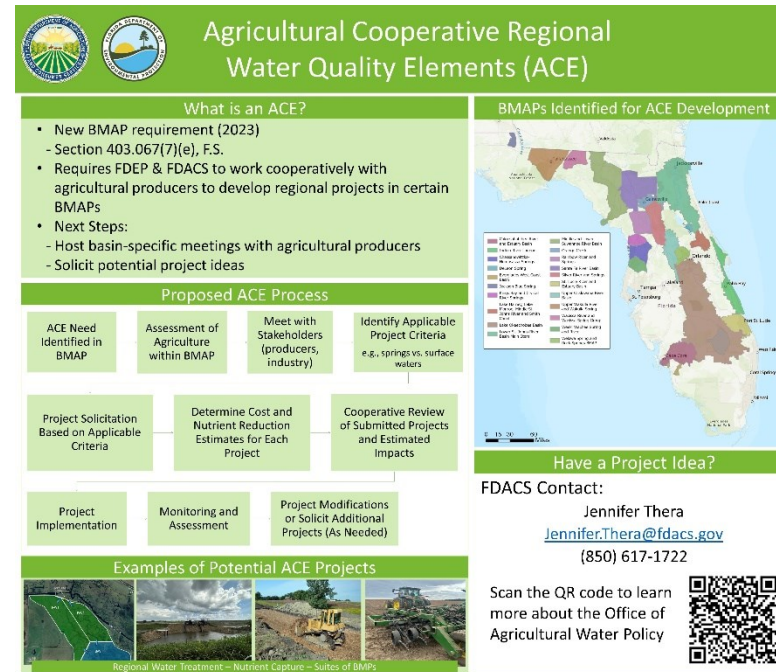 Agricultural Cooperative Regional
Water Quality Elements (ACE)
What is an ACE?
• New BMAP requirement (2023)
- Section 403.067(7)(e), F.S.
• Requires FDEP & FDACS to work cooperatively with
agricultural producers to develop regional projects in certain
BMAPs
• Next Steps:
- Host basin-specific meetings with agricultural producers
- Solicit potential project ideas
Proposed ACE Process
ACE Need
Identified in
BMAP
Assessment of
Agriculture
within BMAP
Meet with
Stakeholders
(producers,
industry)
Identify Applicable
Project Criteria
e.g., springs vs. surface
waters
Project Solicitation
Based on Applicable
Criteria
Determine Cost and
Nutrient Reduction
Estimates for Each
Project
Cooperative Review
of Submitted Projects
and Estimated
Impacts
Project
Implementation
Monitoring and
Assessment
Project Modifications
or Solicit Additional
Projects (As Needed)
Examples of Potential ACE Projects
Regional Water Treatment – Nutrient Capture – Suites of BMPs
BMAPs Identified for ACE Development
Jacksonville
Orlando
Tampa
St. Petersburg
Florida
Miami
Have a Project Idea?
FDACS Contact:
Jennifer Thera
Jennifer.Thera@fdacs.gov
(850) 617-1722
Scan the QR code to learn
more about the Office of
Agricultural Water Policy